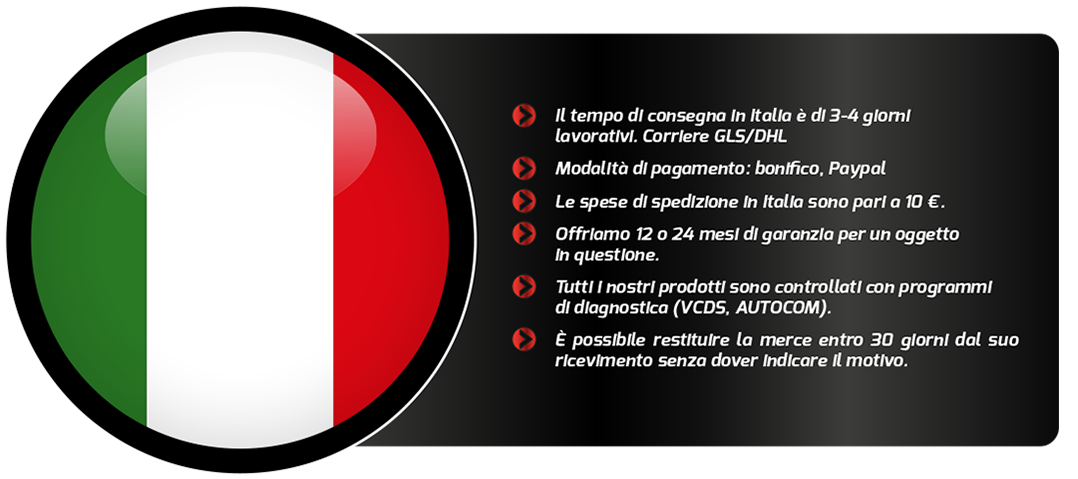 Il tempo di consegna in Italia è di 3-4 giorni
lavorativi. Corriere GLS/DHL
Modalità di pagamento: bonifico, Paypal
Le spese di spedizione in Italia sono pari a 10 €.
Offriamo 12 o 24 mesi di garanzia per un oggetto
in questione.
Tutti i nostri prodotti sono controllati con programmi
di diagnostica (VCDS, AUTOCOM).
È possibile restituire la merce entro 30 giorni dal suo
ricevimento senza dover indicare il motivo.